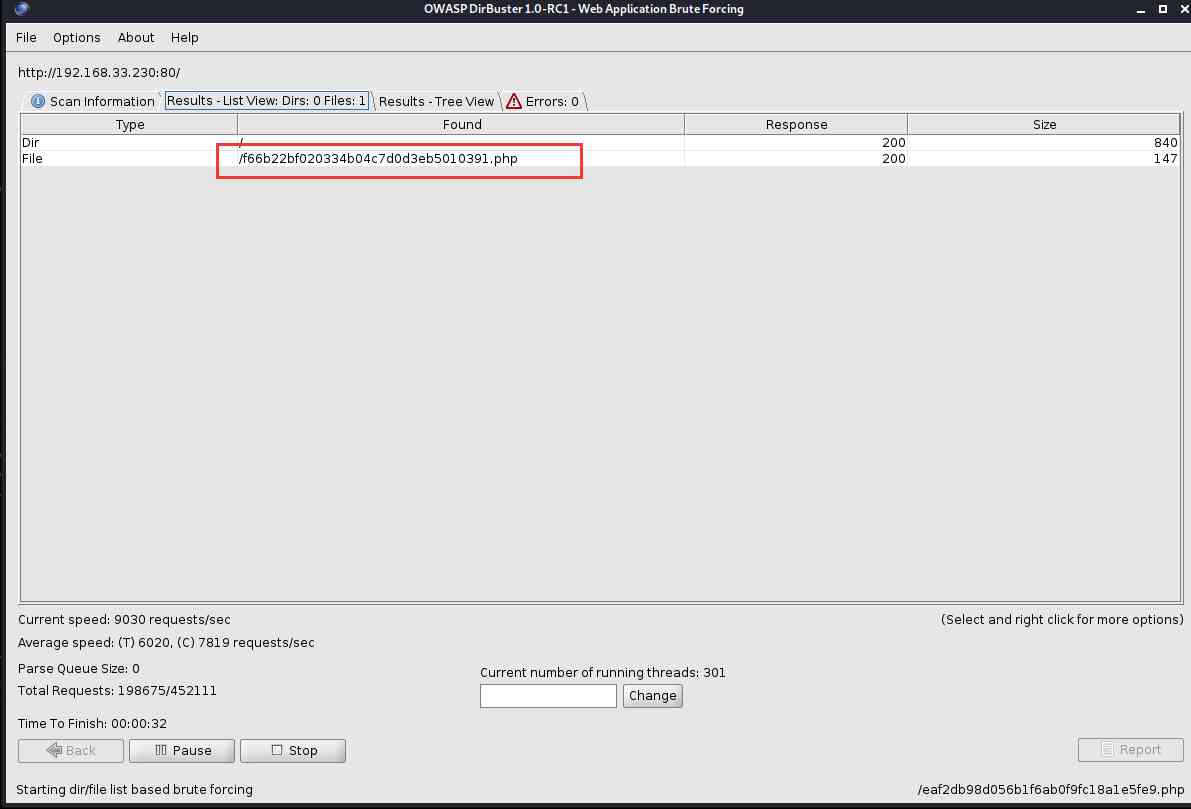 OWASP DirBuster 1.0-RC1 - Web Application Brute Forcing
File Options About Help
http://192.168.33.230:80/
Scan Information Results - List View: Dirs: 0 Files: 1 Results - Tree View Errors: 0
Type Found Response Size
Dir / 200 840
File /f66b22bf020334b04c7d0d3eb5010391.php 200 147
Current speed: 9030 requests/sec (Select and right click for more options)
Average speed: (T) 6020, (C) 7819 requests/sec
Parse Queue Size: 0
Current number of running threads: 301
Total Requests: 198675/452111
Change
Time To Finish: 00:00:32
Back Pause Stop Report
Starting dir/file list based brute forcing /eaf2db98d056b1f6ab0f9fc18a1e5fe9.php